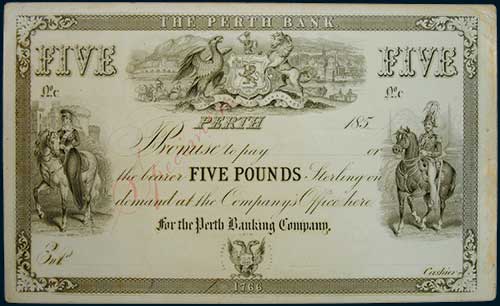 THE PERTH BANK
FIVE FIVE
No. No.
PERTH 185
Promise to pay or
the bearer FIVE POUNDS Sterling on
demand at the Company's Office here
For the Perth Banking Company,
Entd. Cashier
1766